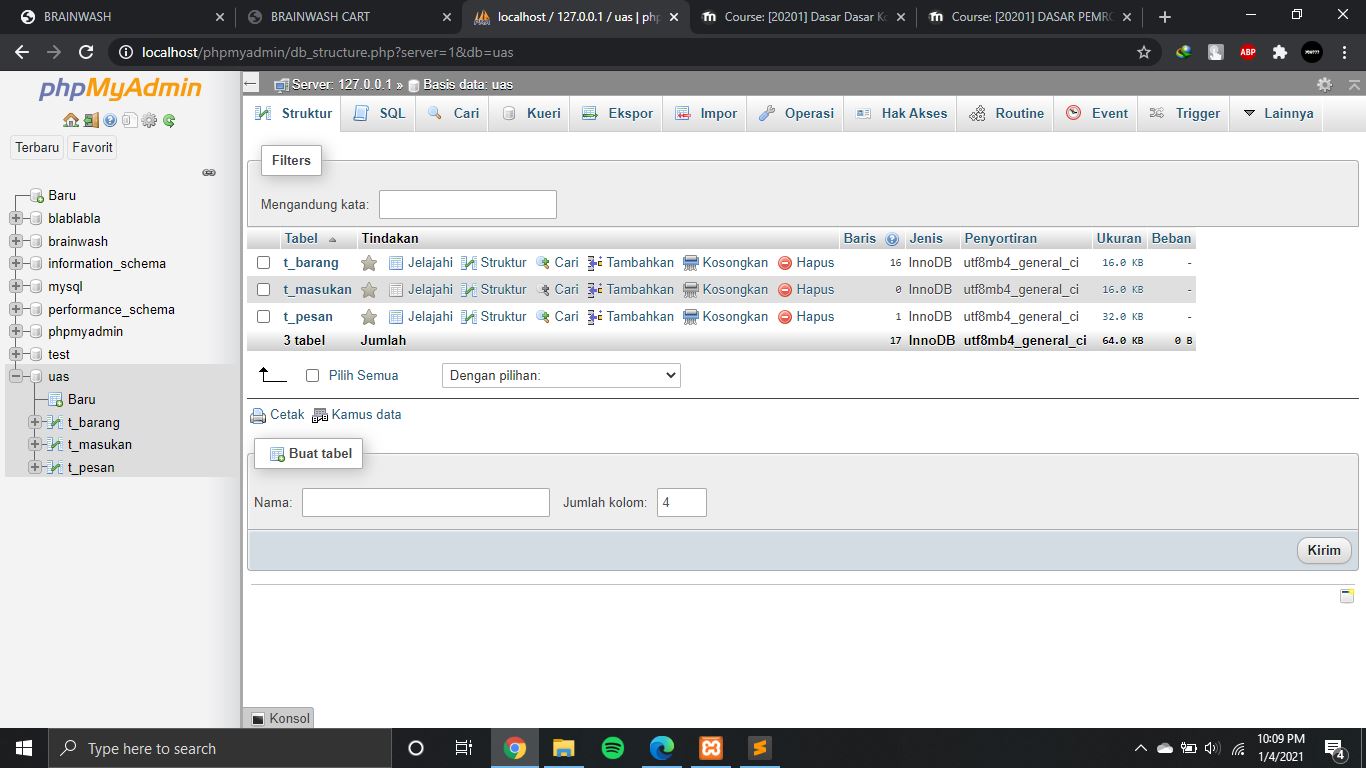 BRAINWASH
BRAINWASH CART
localhost / 127.0.0.1 / uas | php
Course: [20201] Dasar Dasar Ko
Course: [20201] DASAR PEMRO
localhost/phpmyadmin/db_structure.php?server=1&db=uas
ABP
phpMyAdmin
Terbaru Favorit
Baru
blablabla
brainwash
information_schema
mysql
performance_schema
phpmyadmin
test
uas
Baru
t_barang
t_masukan
t_pesan
Server: 127.0.0.1 » Basis data: uas
Struktur SQL Cari Kueri Ekspor Impor Operasi Hak Akses Routine Event Trigger Lainnya
Filters
Mengandung kata:
Tabel Tindakan Baris Jenis Penyortiran Ukuran Beban
t_barang Jelajahi Struktur Cari Tambahkan Kosongkan Hapus 16 InnoDB utf8mb4_general_ci 16.0 KB -
t_masukan Jelajahi Struktur Cari Tambahkan Kosongkan Hapus 0 InnoDB utf8mb4_general_ci 16.0 KB -
t_pesan Jelajahi Struktur Cari Tambahkan Kosongkan Hapus 1 InnoDB utf8mb4_general_ci 32.0 KB -
3 tabel Jumlah 17 InnoDB utf8mb4_general_ci 64.0 KB 0 B
Pilih Semua Dengan pilihan:
Cetak Kamus data
Buat tabel
Nama: Jumlah kolom: 4
Kirim
Konsol
Type here to search
10:09 PM
1/4/2021
4